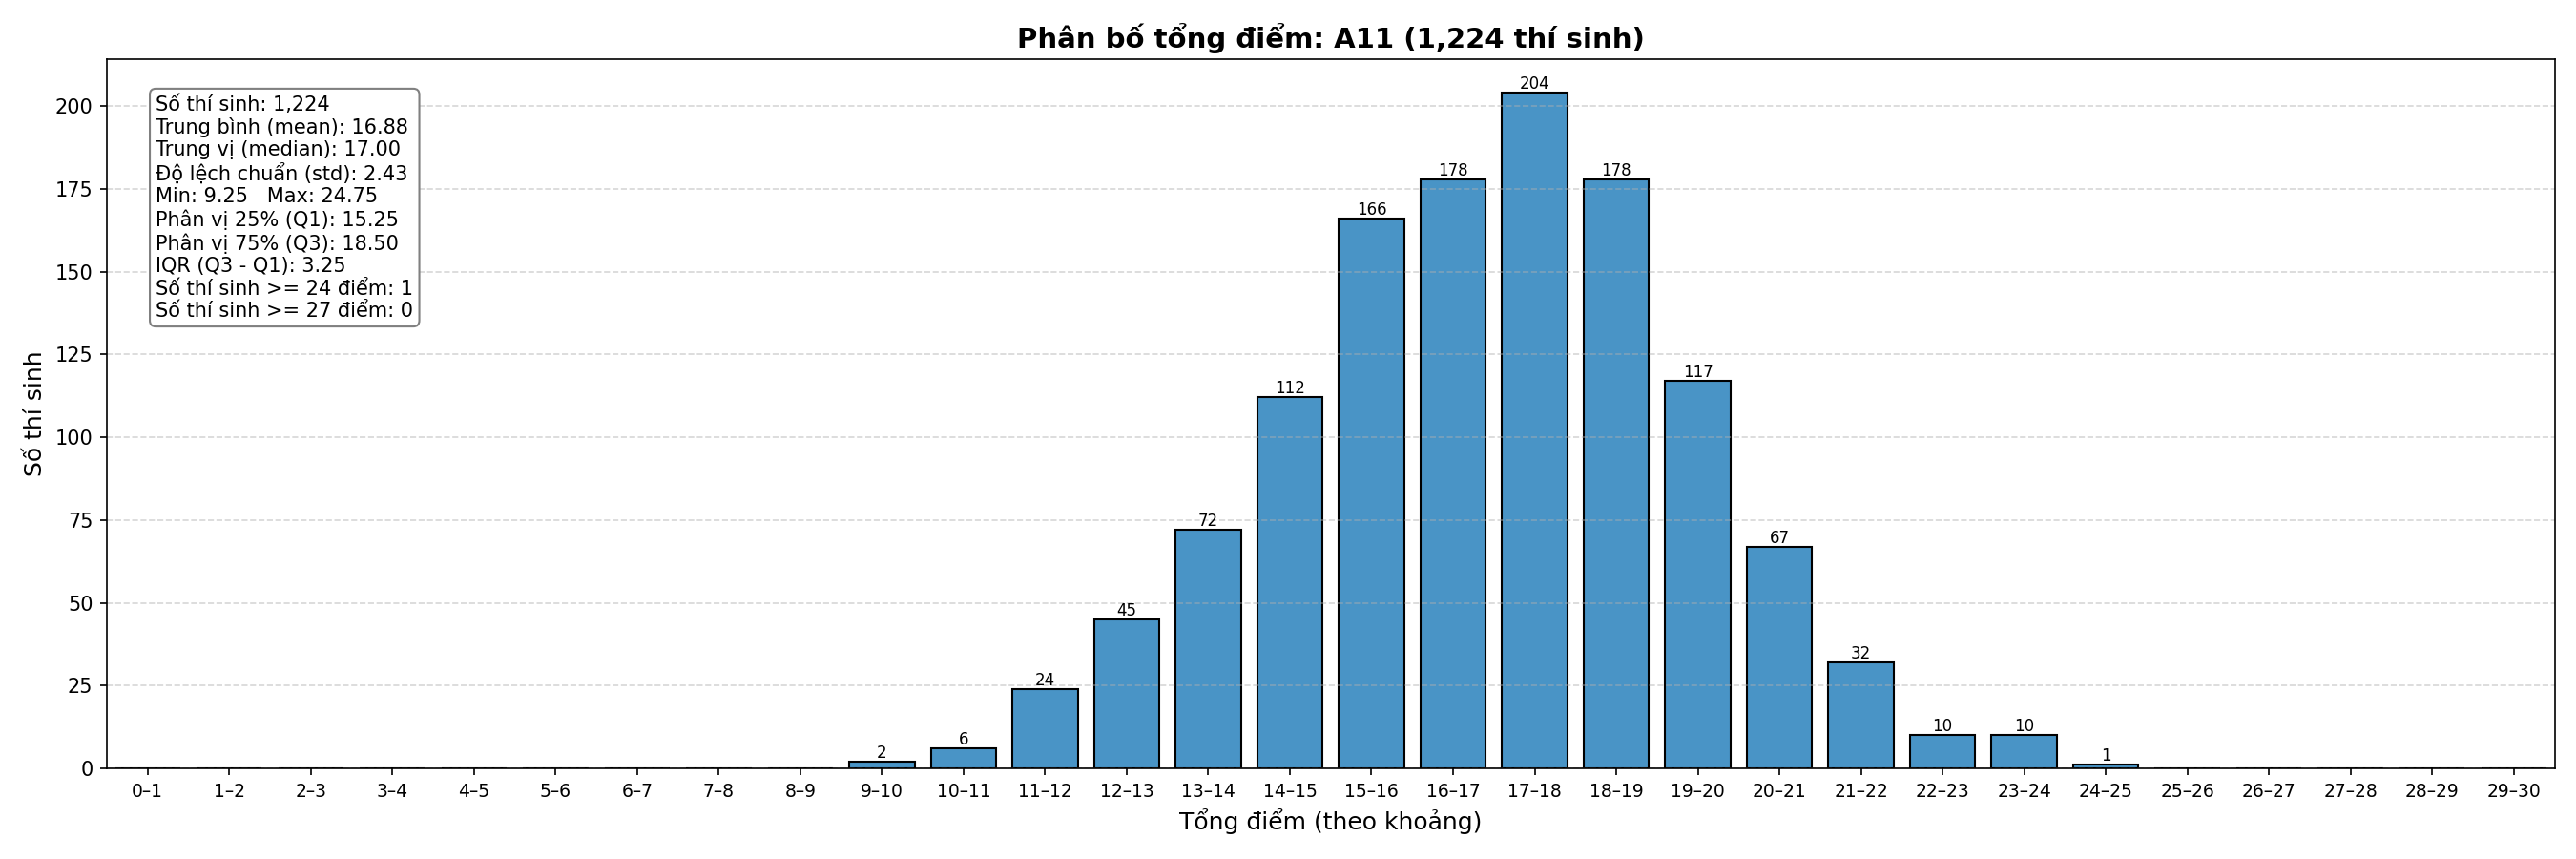 Phân bố tổng điểm: A11 (1,224 thí sinh)
Số thí sinh: 1,224
Trung bình (mean): 16.88
Trung vị (median): 17.00
Độ lệch chuẩn (std): 2.43
Min: 9.25   Max: 24.75
Phân vị 25% (Q1): 15.25
Phân vị 75% (Q3): 18.50
IQR (Q3 - Q1): 3.25
Số thí sinh >= 24 điểm: 1
Số thí sinh >= 27 điểm: 0
Số thí sinh
200
175
150
125
100
75
50
25
0
2
6
24
45
72
112
166
178
204
178
117
67
32
10
10
1
0–1 1–2 2–3 3–4 4–5 5–6 6–7 7–8 8–9 9–10 10–11 11–12 12–13 13–14 14–15 15–16 16–17 17–18 18–19 19–20 20–21 21–22 22–23 23–24 24–25 25–26 26–27 27–28 28–29 29–30
Tổng điểm (theo khoảng)